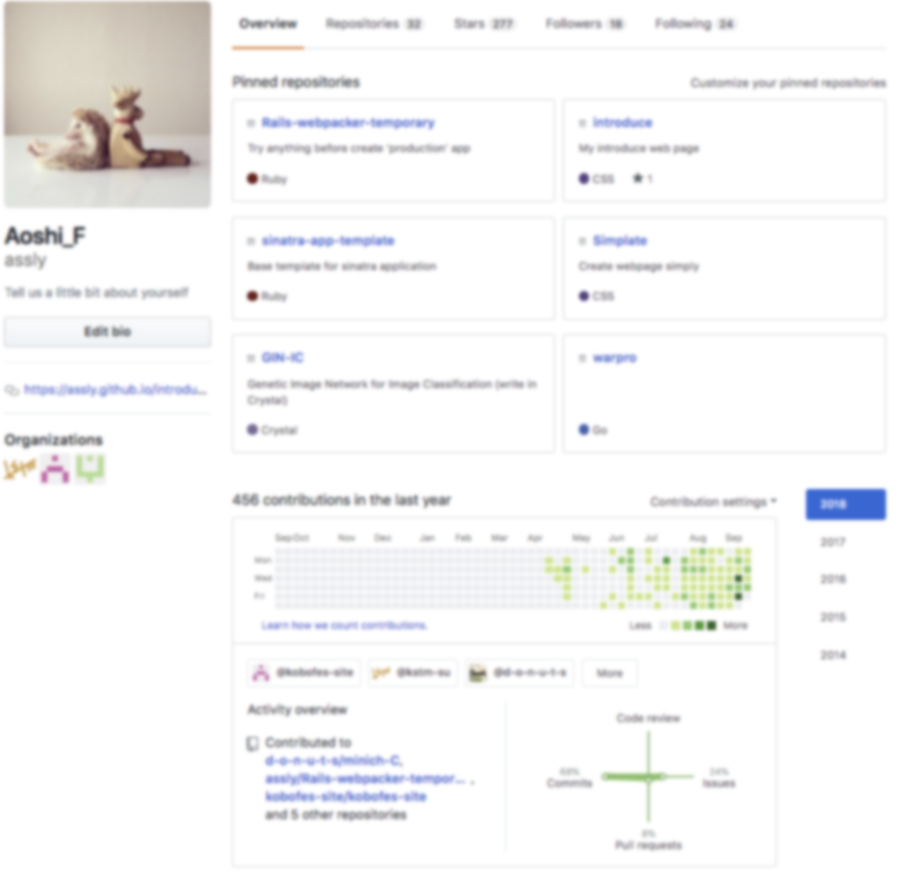 Overview Repositories 32 Stars 277 Followers 18 Following 24
Pinned repositories
Customize your pinned repositories
Rails-webpacker-temporary
Try anything before create 'production' app
Ruby
introduce
My introduce web page
CSS 1
sinatra-app-template
Base template for sinatra application
Ruby
Simplate
Create webpage simply
CSS
GIN-IC
Genetic Image Network for Image Classification (write in
Crystal)
Crystal
warpro
Go
Aoshi_F
assly
Tell us a little bit about yourself
Edit bio
https://assly.github.io/introdu...
Organizations
456 contributions in the last year
Contribution settings
2018
2017
2016
2015
2014
Sep Oct Nov Dec Jan Feb Mar Apr May Jun Jul Aug Sep
Mon
Wed
Fri
Learn how we count contributions.
Less More
@kobofes-site @kstm-su @d-o-n-u-t-s More
Activity overview
Contributed to
d-o-n-u-t-s/minich-C,
assly/Rails-webpacker-tempor... ,
kobofes-site/kobofes-site
and 5 other repositories
Code review
Commits
Issues
Pull requests